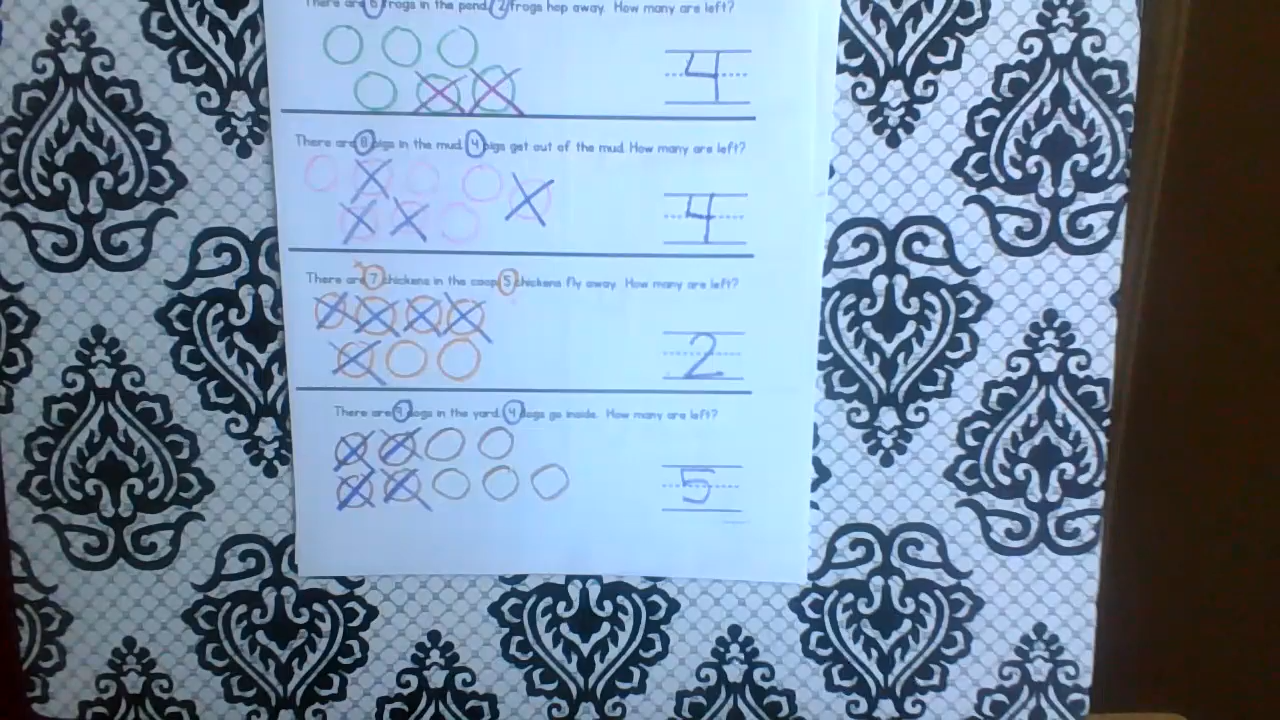 There are 6 frogs in the pond. 2 frogs hop away. How many are left?
4
There are 8 pigs in the mud. 4 pigs get out of the mud. How many are left?
4
There are 7 chickens in the coop. 5 chickens fly away. How many are left?
2
There are 9 dogs in the yard. 4 dogs go inside. How many are left?
5